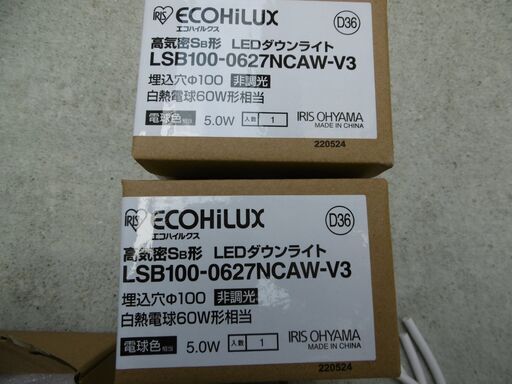 IRIS ECOHiLUX D36
エコハイルクス
高気密SB形 LEDダウンライト
LSB100-0627NCAW-V3
埋込穴Φ100 非調光
白熱電球60W形相当
電球色相当 5.0W 入数 1
IRIS OHYAMA
MADE IN CHINA
220524
IRIS ECOHiLUX D36
エコハイルクス
高気密SB形 LEDダウンライト
LSB100-0627NCAW-V3
埋込穴Φ100 非調光
白熱電球60W形相当
電球色相当 5.0W 入数 1
IRIS OHYAMA
MADE IN CHINA
220524